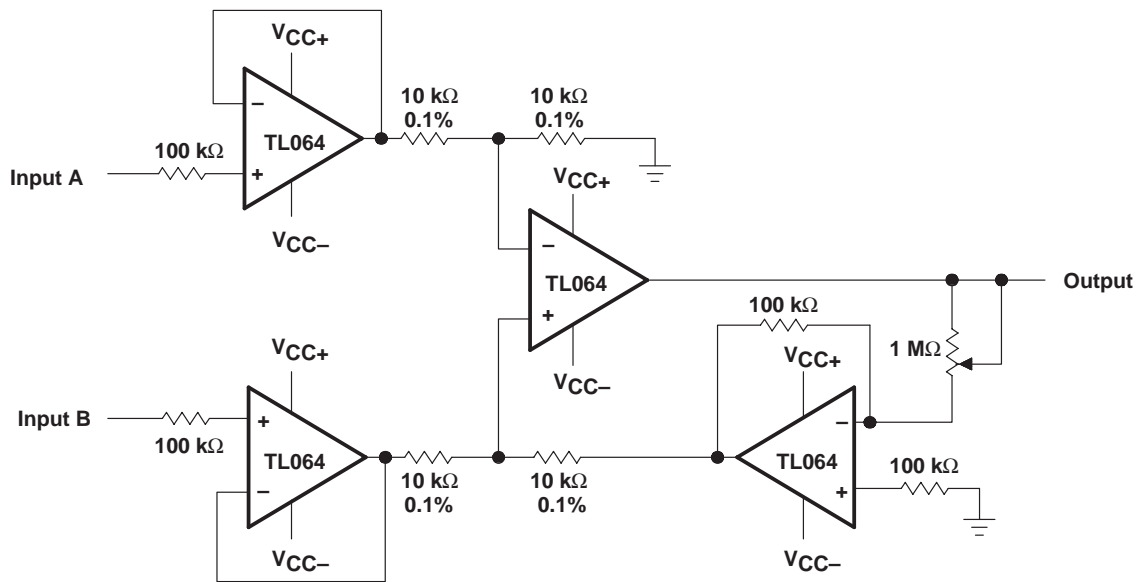 VCC+
10 kΩ
0.1%
10 kΩ
0.1%
−
TL064
100 kΩ
+
Input A
VCC−
VCC+
−
TL064
+
VCC−
Output
100 kΩ
1 MΩ
VCC+
VCC+
Input B
100 kΩ
+
TL064
−
VCC−
10 kΩ
0.1%
10 kΩ
0.1%
−
TL064
+
100 kΩ
VCC−